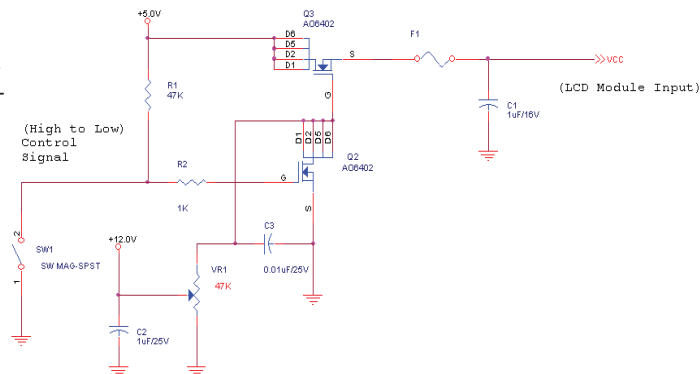 +5.0V
Q3
AO6402
D6
D5
D2
D1
S
G
F1
VCC
(LCD Module Input)
C1
1uF/16V
R1
47K
(High to Low)
Control
Signal
D1
D2
D5
D6
Q2
AO6402
R2
G
1K
S
2
SW1
SW MAG-SPST
1
+12.0V
C3
0.01uF/25V
VR1
47K
C2
1uF/25V